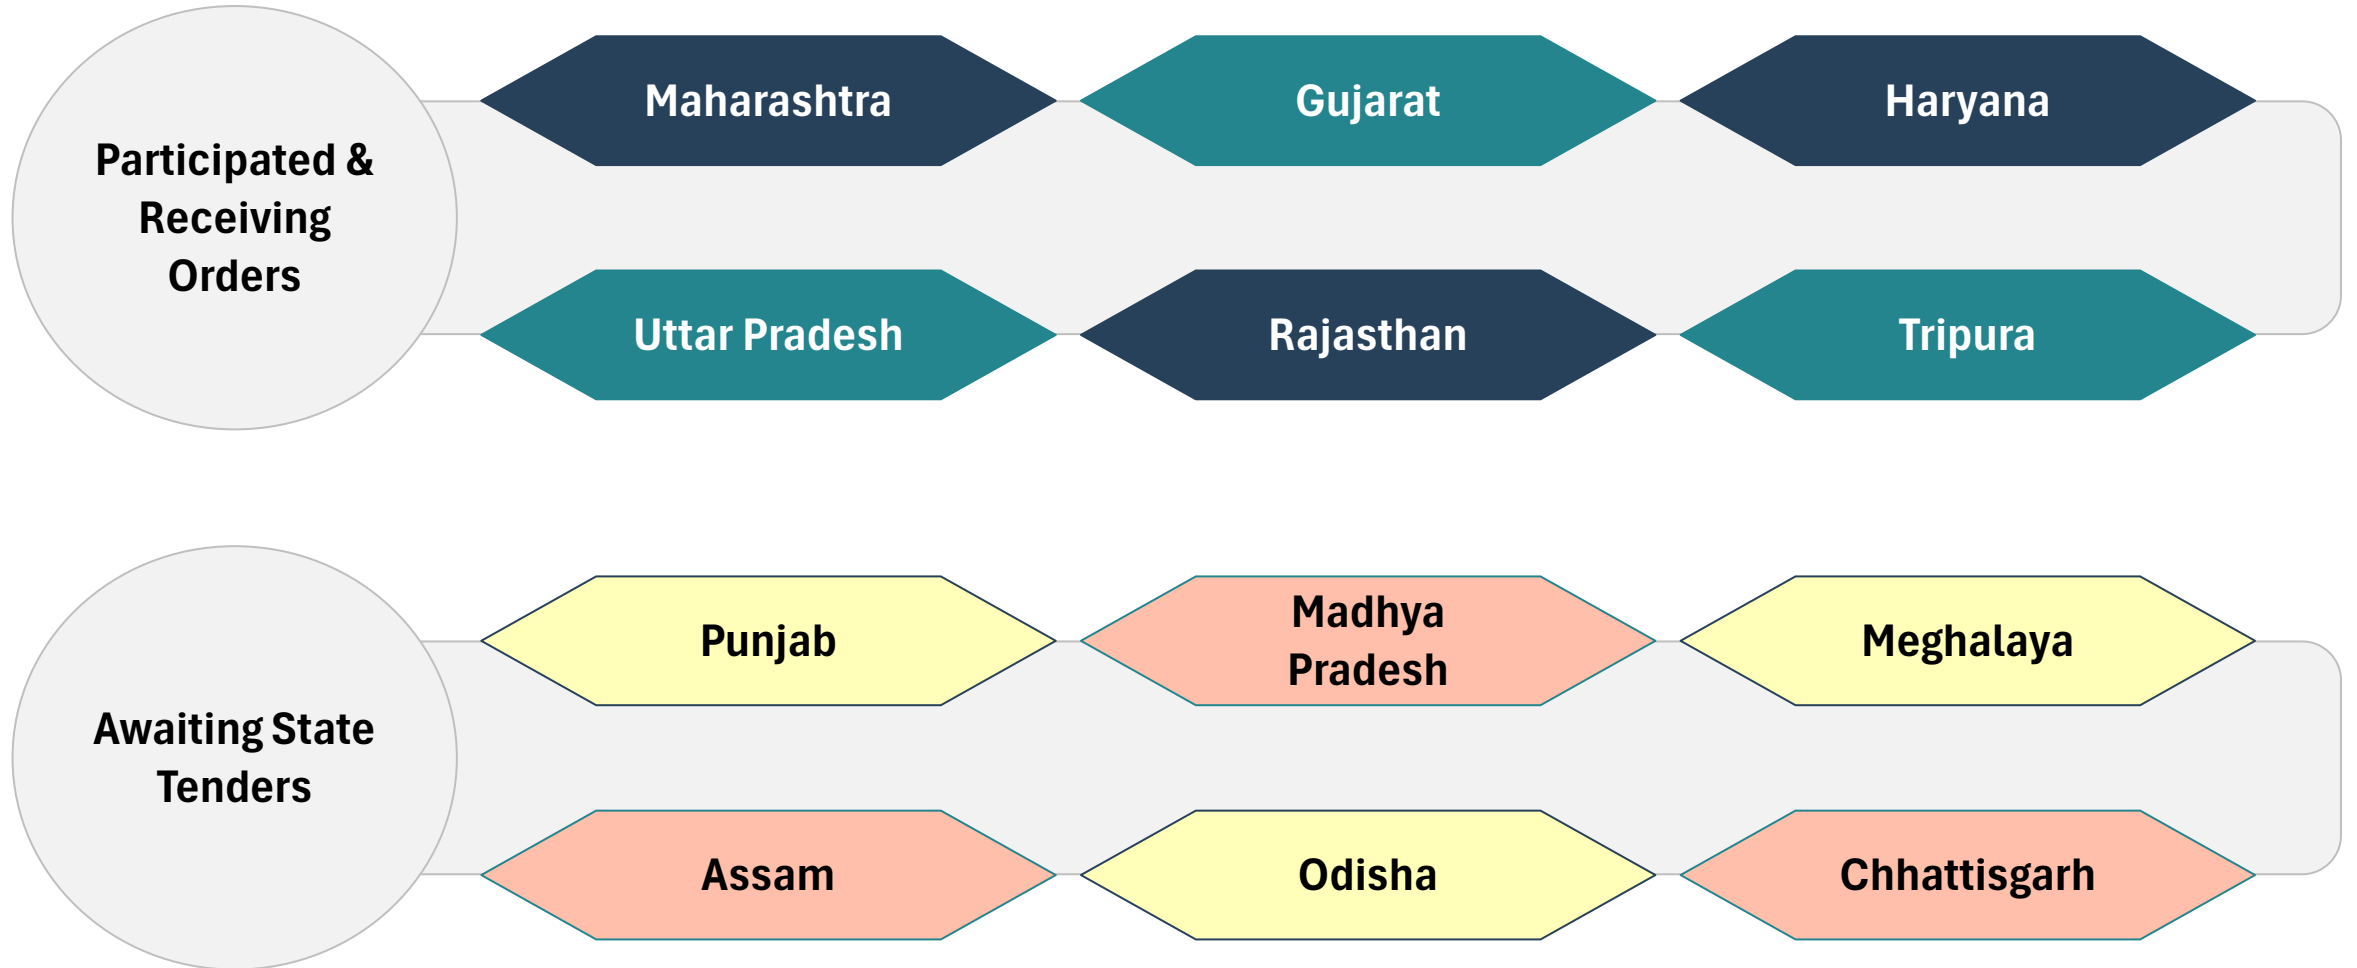 Participated &
Receiving
Orders
Maharashtra
Gujarat
Haryana
Uttar Pradesh
Rajasthan
Tripura
Awaiting State
Tenders
Punjab
Madhya
Pradesh
Meghalaya
Assam
Odisha
Chhattisgarh